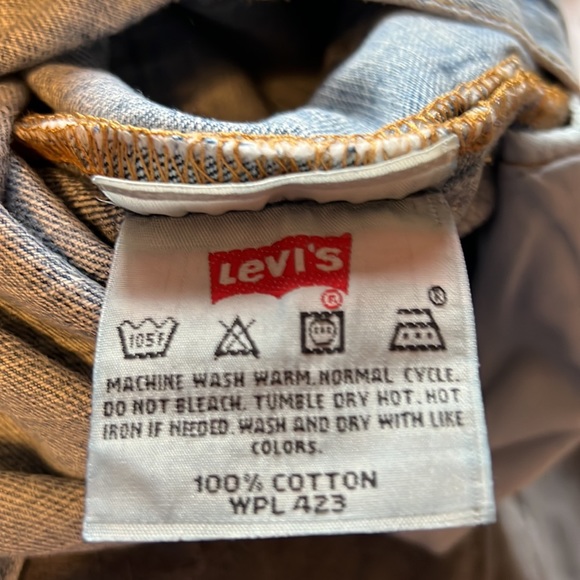 Levi's
®
®
105F
MACHINE WASH WARM. NORMAL CYCLE.
DO NOT BLEACH. TUMBLE DRY HOT. HOT
IRON IF NEEDED. WASH AND DRY WITH LIKE
COLORS.
100% COTTON
WPL 423